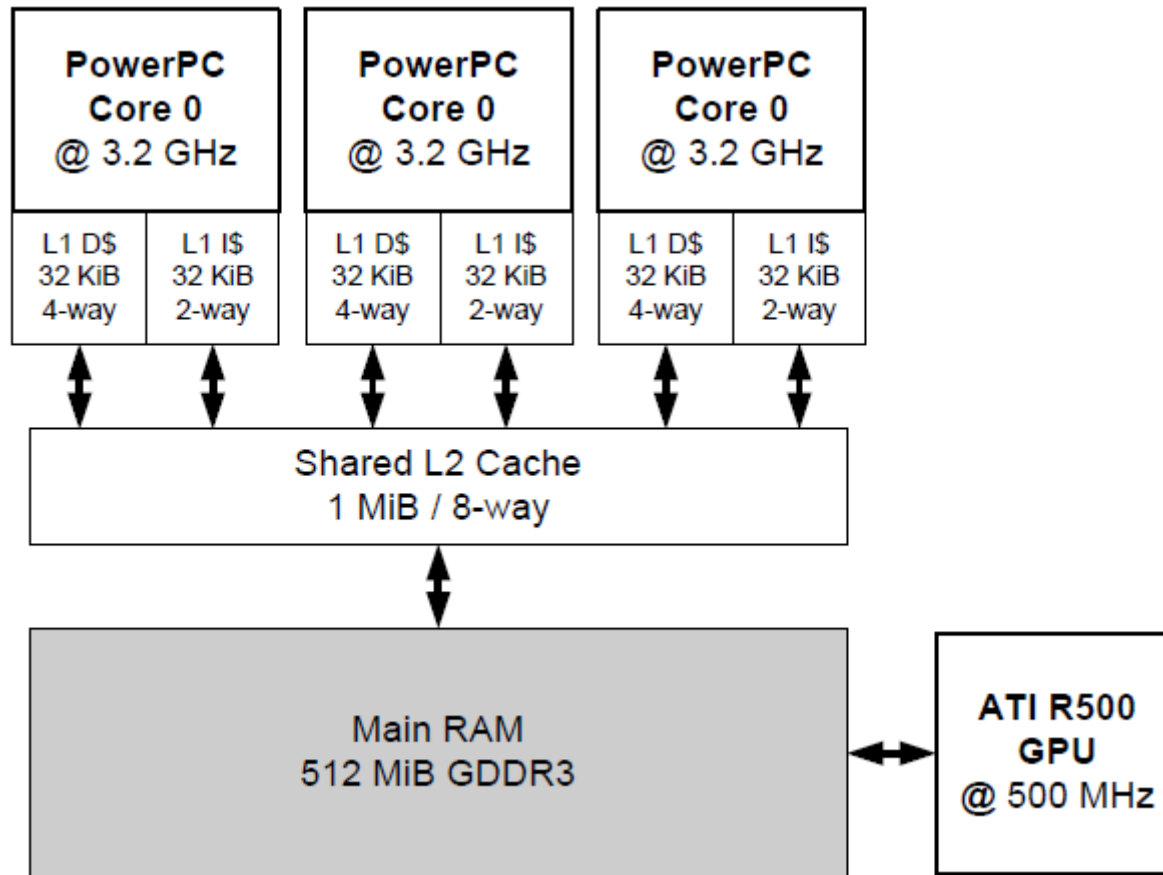 PowerPC
Core 0
@ 3.2 GHz
PowerPC
Core 0
@ 3.2 GHz
PowerPC
Core 0
@ 3.2 GHz
L1 D$
32 KiB
4-way
L1 I$
32 KiB
2-way
L1 D$
32 KiB
4-way
L1 I$
32 KiB
2-way
L1 D$
32 KiB
4-way
L1 I$
32 KiB
2-way
Shared L2 Cache
1 MiB / 8-way
Main RAM
512 MiB GDDR3
ATI R500
GPU
@ 500 MHz